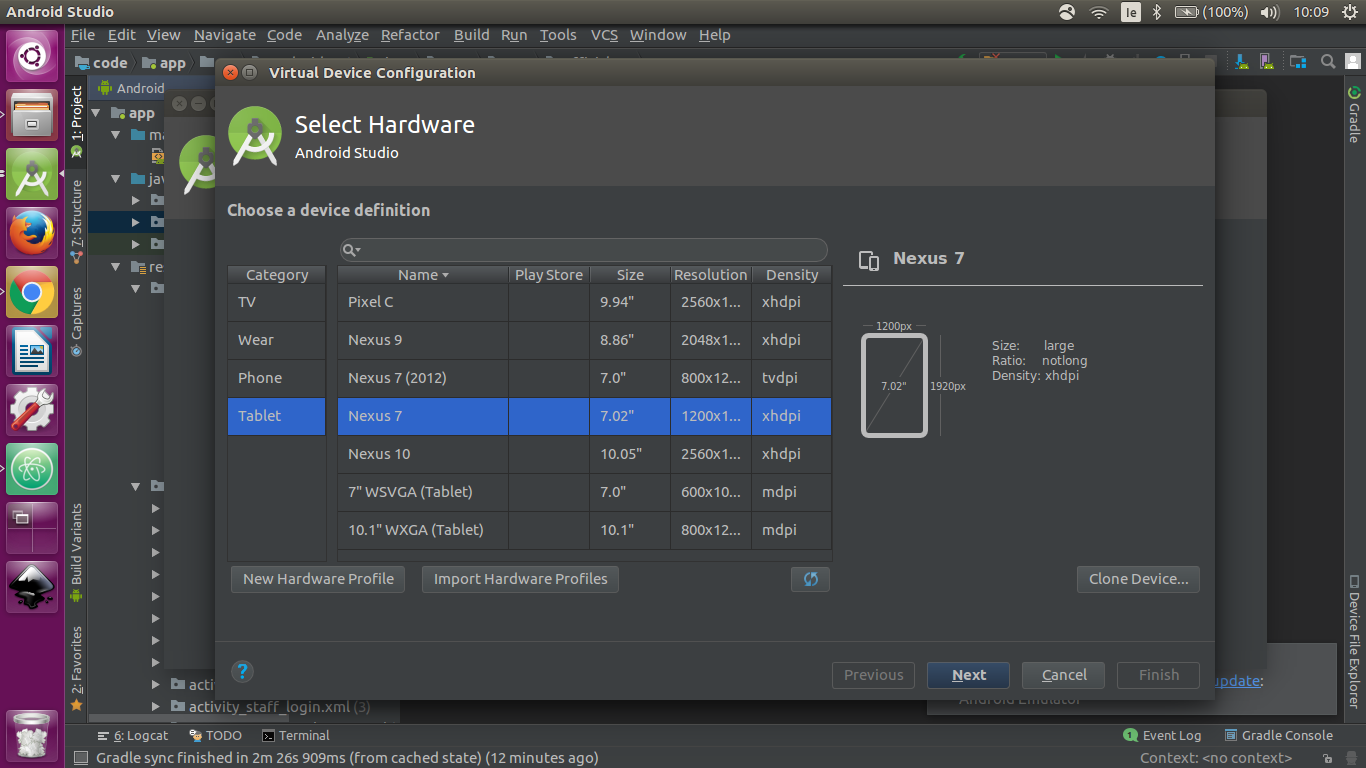 Android Studio
Ie
(100%)
10:09
File Edit View Navigate Code Analyze Refactor Build Run Tools VCS Window Help
code
app
Virtual Device Configuration
Android
1: Project
7: Structure
Captures
Build Variants
2: Favorites
app
ma
jav
re
Select Hardware
Android Studio
Choose a device definition
Category
TV
Wear
Phone
Tablet
Name Play Store Size Resolution Density
Pixel C 9.94" 2560x1... xhdpi
Nexus 9 8.86" 2048x1... xhdpi
Nexus 7 (2012) 7.0" 800x12... tvdpi
Nexus 7 7.02" 1200x1... xhdpi
Nexus 10 10.05" 2560x1... xhdpi
7" WSVGA (Tablet) 7.0" 600x10... mdpi
10.1" WXGA (Tablet) 10.1" 800x12... mdpi
Nexus 7
1200px
7.02"
1920px
Size: large
Ratio: notlong
Density: xhdpi
New Hardware Profile
Import Hardware Profiles
Clone Device...
?
Previous
Next
Cancel
Finish
Gradle
Device File Explorer
update:
Android Emulator
activ
activity_staff_login.xml (3)
6: Logcat
TODO
Terminal
1 Event Log
Gradle Console
Gradle sync finished in 2m 26s 909ms (from cached state) (12 minutes ago)
Context: <no context>